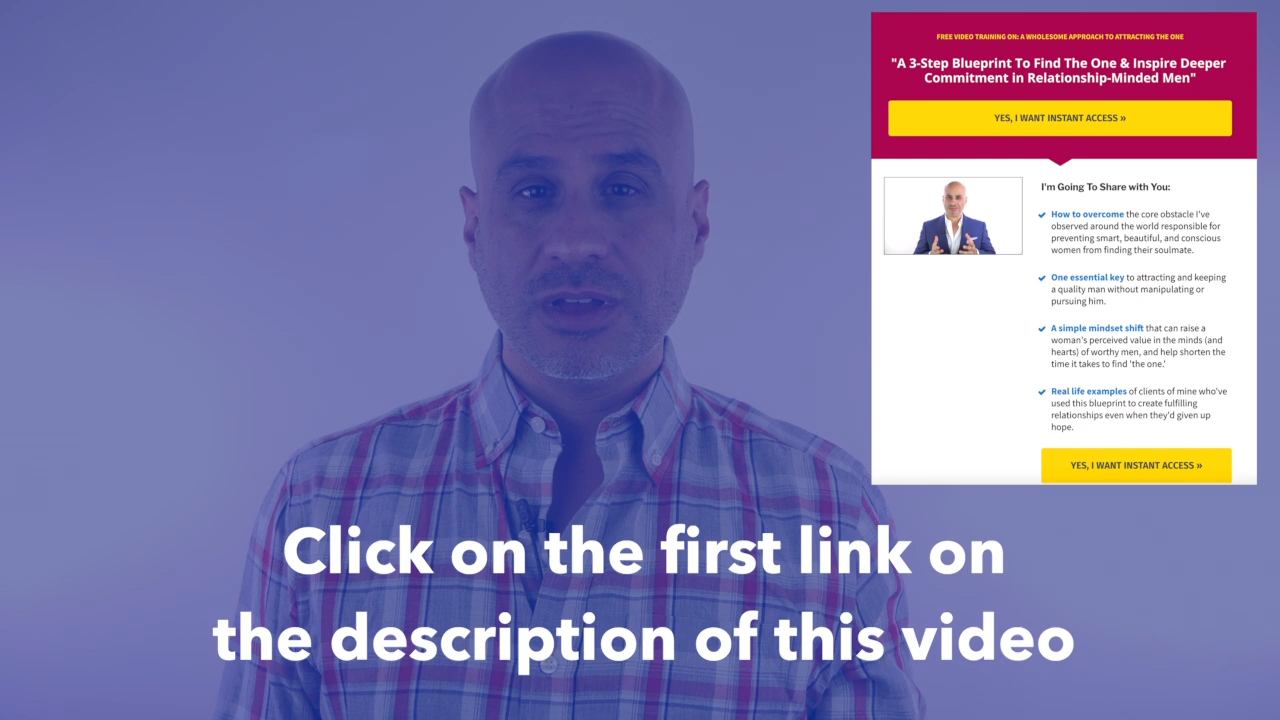 FREE VIDEO TRAINING ON: A WHOLESOME APPROACH TO ATTRACTING THE ONE
"A 3-Step Blueprint To Find The One & Inspire Deeper
Commitment in Relationship-Minded Men"
YES, I WANT INSTANT ACCESS »
I'm Going To Share with You:
How to overcome the core obstacle I've
observed around the world responsible for
preventing smart, beautiful, and conscious
women from finding their soulmate.
One essential key to attracting and keeping
a quality man without manipulating or
pursuing him.
A simple mindset shift that can raise a
woman's perceived value in the minds (and
hearts) of worthy men, and help shorten the
time it takes to find 'the one.'
Real life examples of clients of mine who've
used this blueprint to create fulfilling
relationships even when they'd given up
hope.
YES, I WANT INSTANT ACCESS »
Click on the first link on
the description of this video